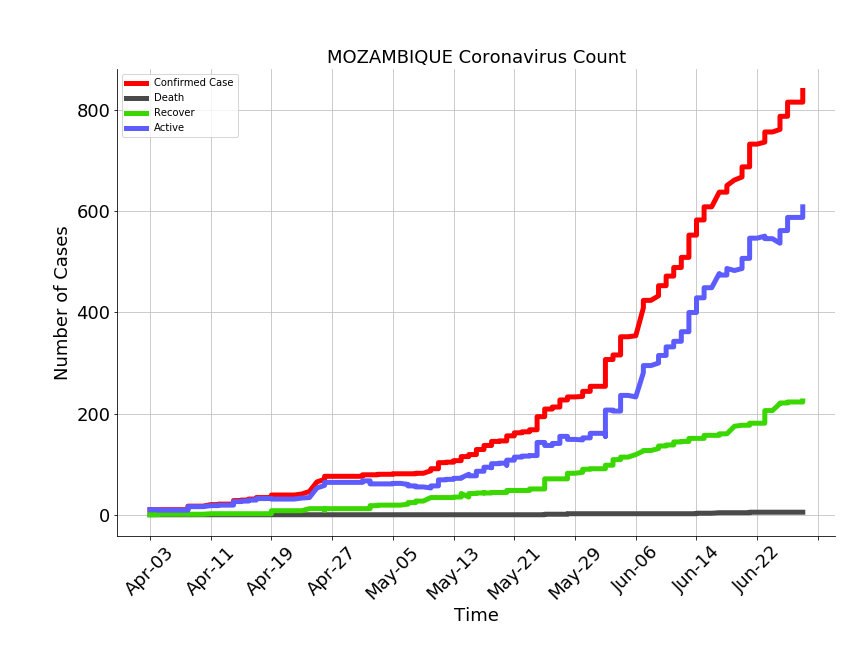 MOZAMBIQUE Coronavirus Count
Confirmed Case
Death
Recover
Active
Number of Cases
800
600
400
200
0
Apr-03
Apr-11
Apr-19
Apr-27
May-05
May-13
May-21
May-29
Jun-06
Jun-14
Jun-22
Time